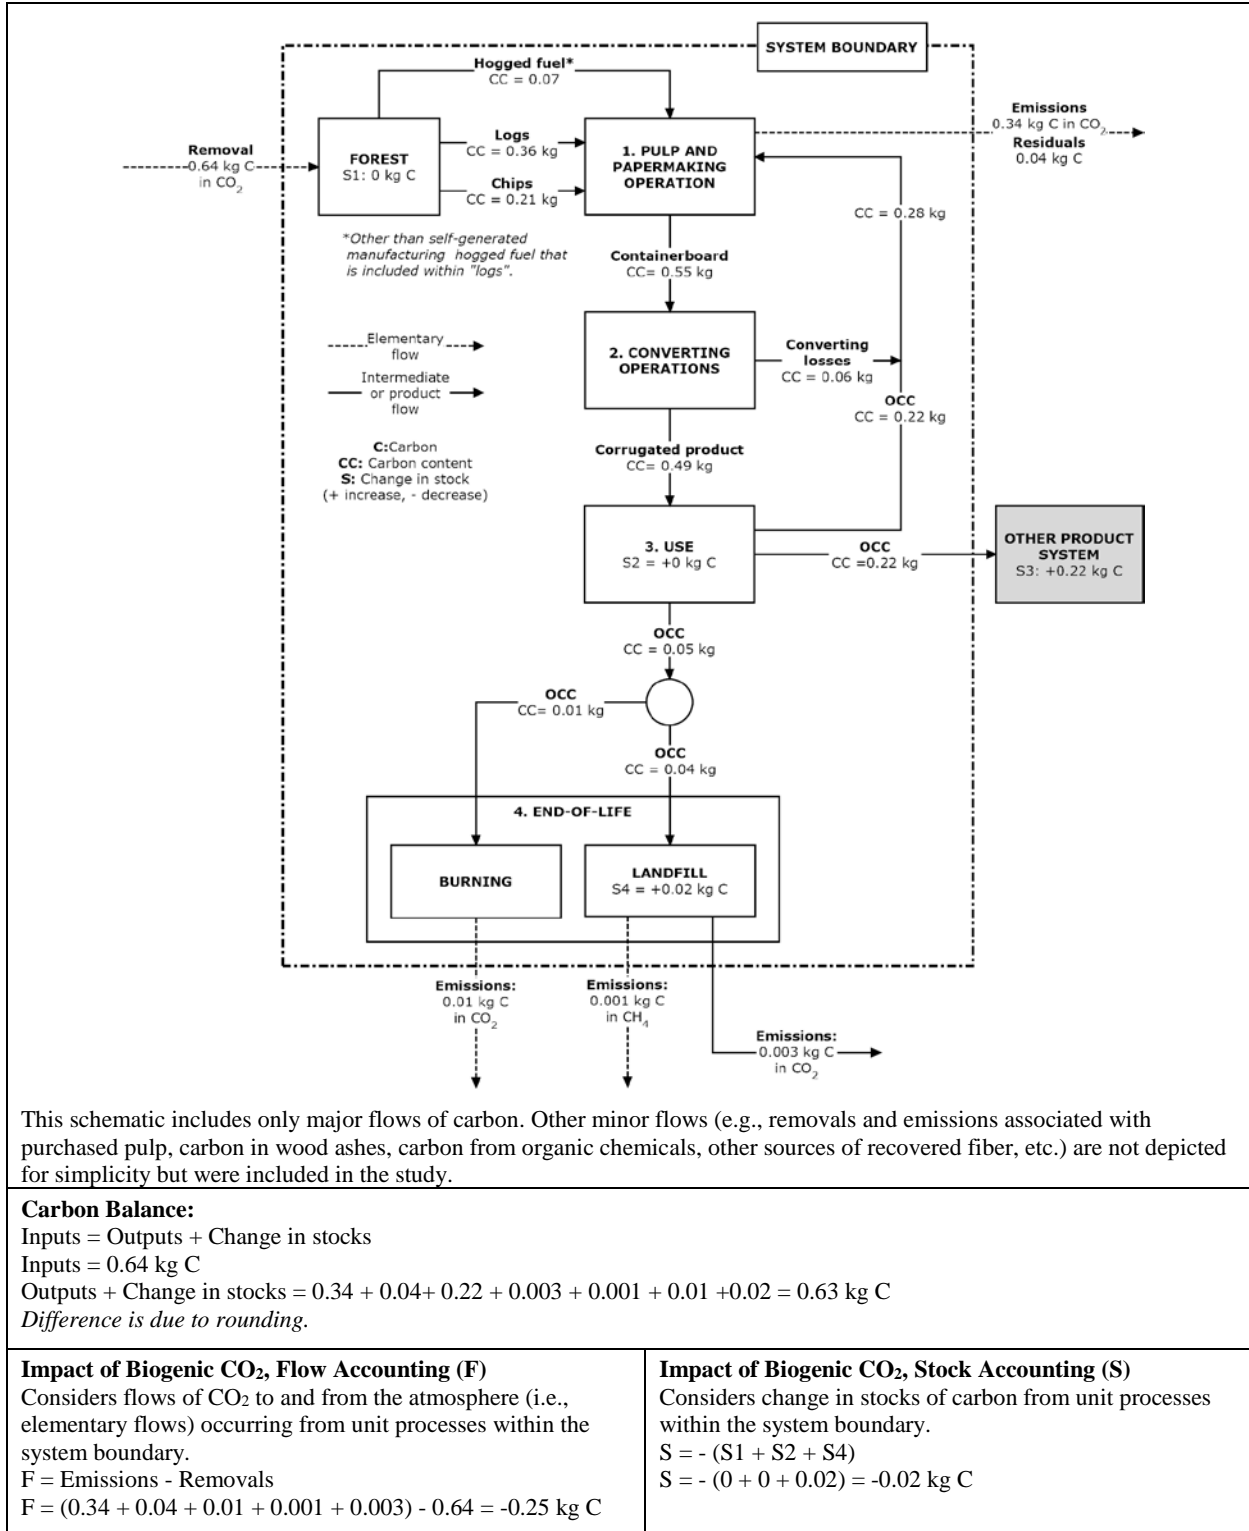 SYSTEM BOUNDARY
Hogged fuel*
CC = 0.07
Emissions
0.34 kg C in CO₂
Residuals
0.04 kg C
Removal
0.64 kg C
in CO₂
FOREST
S1: 0 kg C
Logs
CC = 0.36 kg
Chips
CC = 0.21 kg
1. PULP AND
PAPERMAKING
OPERATION
CC = 0.28 kg
*Other than self-generated
manufacturing hogged fuel that
is included within "logs".
Containerboard
CC= 0.55 kg
Elementary
flow
Intermediate
or product
flow
2. CONVERTING
OPERATIONS
Converting
losses
CC = 0.06 kg
OCC
CC = 0.22 kg
C:Carbon
CC: Carbon content
S: Change in stock
(+ increase, - decrease)
Corrugated product
CC= 0.49 kg
3. USE
S2 = +0 kg C
OCC
CC =0.22 kg
OTHER PRODUCT
SYSTEM
S3: +0.22 kg C
OCC
CC = 0.05 kg
OCC
CC= 0.01 kg
OCC
CC = 0.04 kg
4. END-OF-LIFE
BURNING
LANDFILL
S4 = +0.02 kg C
Emissions:
0.01 kg C
in CO₂
Emissions:
0.001 kg C
in CH₄
Emissions:
0.003 kg C
in CO₂
This schematic includes only major flows of carbon. Other minor flows (e.g., removals and emissions associated with
purchased pulp, carbon in wood ashes, carbon from organic chemicals, other sources of recovered fiber, etc.) are not depicted
for simplicity but were included in the study.
Carbon Balance:
Inputs = Outputs + Change in stocks
Inputs = 0.64 kg C
Outputs + Change in stocks = 0.34 + 0.04+ 0.22 + 0.003 + 0.001 + 0.01 +0.02 = 0.63 kg C
Difference is due to rounding.
Impact of Biogenic CO₂, Flow Accounting (F)
Considers flows of CO₂ to and from the atmosphere (i.e.,
elementary flows) occurring from unit processes within the
system boundary.
F = Emissions - Removals
F = (0.34 + 0.04 + 0.01 + 0.001 + 0.003) - 0.64 = -0.25 kg C
Impact of Biogenic CO₂, Stock Accounting (S)
Considers change in stocks of carbon from unit processes
within the system boundary.
S = - (S1 + S2 + S4)
S = - (0 + 0 + 0.02) = -0.02 kg C